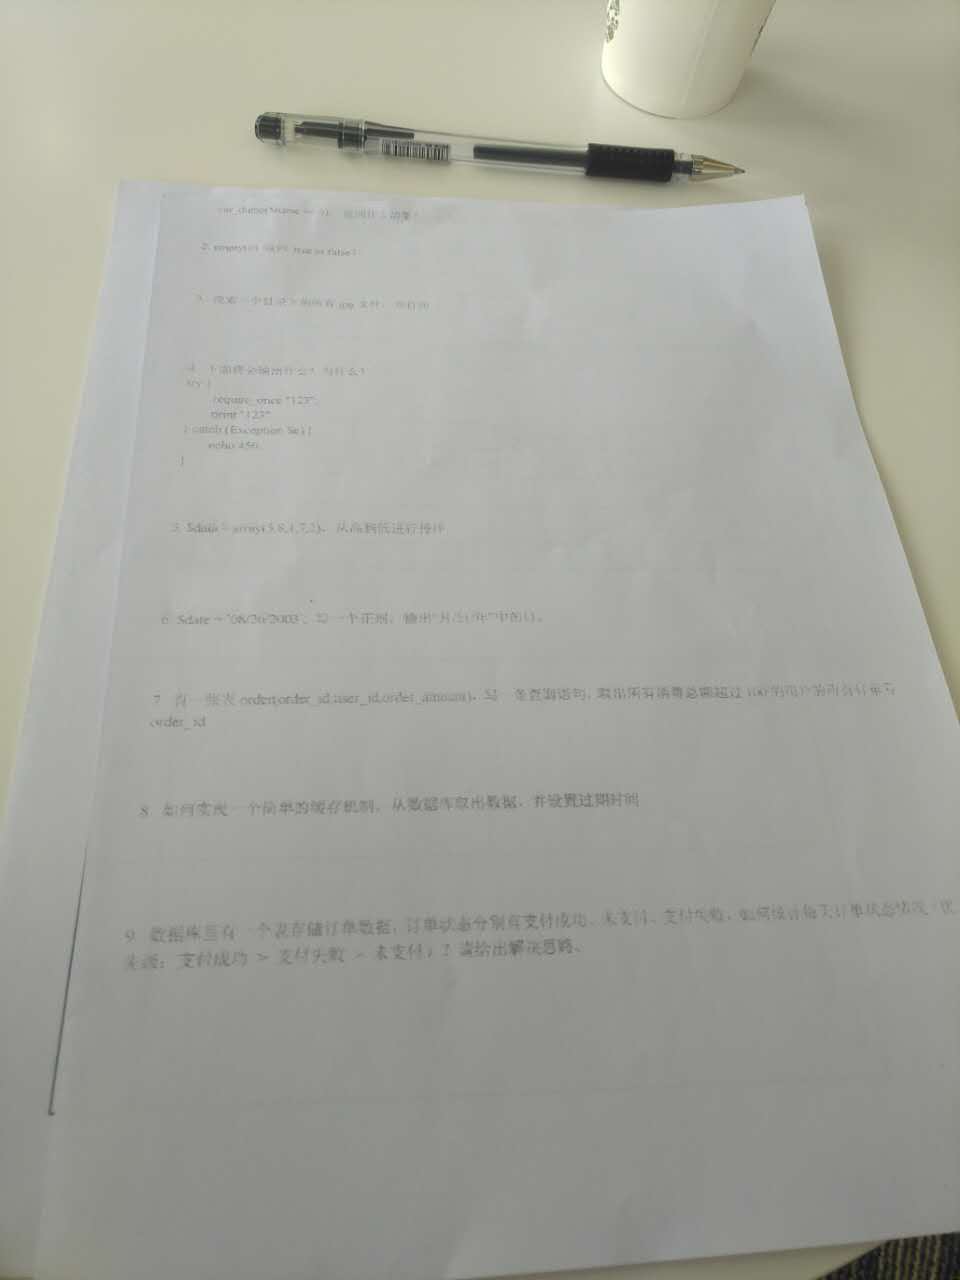 2. empty(0) 返回 true or false?
3. 搜索一个目录下的所有 jpg 文件，并打印
4. 下面将会输出什么？为什么？
try {
require_once "123";
print "123"
} catch (Exception $e) {
echo 456;
}
5. $data = array(5,8,1,7,2)，从高到低进行排序
6. $date = "08/26/2003"，写一个正则，输出"月/日/年"中的日。
7. 有一张表 order(order_id,user_id,order_amount)，写一条查询语句，取出所有消费总额超过 100 的用户的所有订单号
order_id
8. 如何实现一个简单的缓存机制，从数据库取出数据，并设置过期时间
9. 数据库里有一个表存储订单数据，订单状态分别有支付成功、未支付、支付失败，如何统计每天订单状态情况（优
先级：支付成功 > 支付失败 > 未支付）？请给出解决思路。